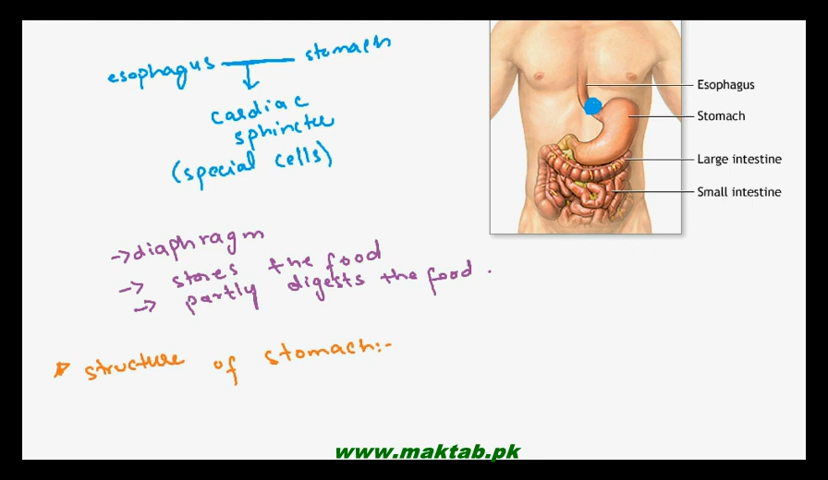 esophagus stomach
cardiac
sphincter
(special cells)
Esophagus
Stomach
Large intestine
Small intestine
→ diaphragm
→ stores the food
→ partly digests the food.
structure of stomach:-
www.maktab.pk